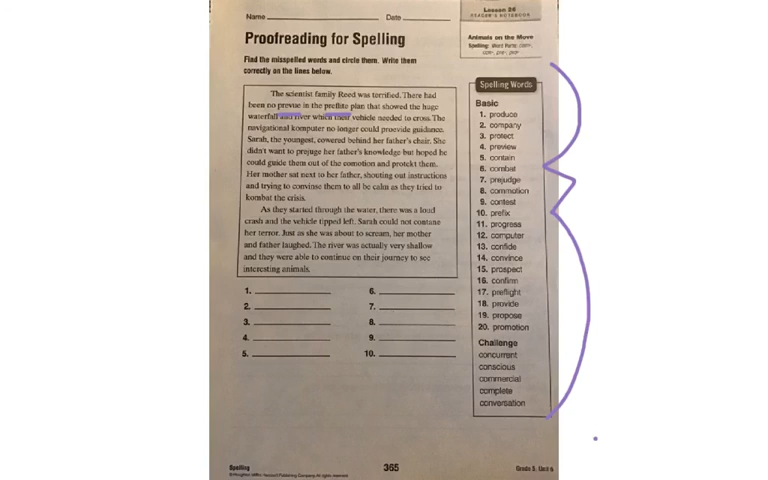 Name Date
Lesson 26
READER'S NOTEBOOK
Proofreading for Spelling
Animals on the Move
Spelling: Word Parts: com-,
con-, pre-, pro-
Find the misspelled words and circle them. Write them
correctly on the lines below.
The scientist family Reed was terrified. There had
been no prevue in the preflite plan that showed the huge
waterfall and river which their vehicle needed to cross. The
navigational komputer no longer could proovide guidance.
Sarah, the youngest, cowered behind her father's chair. She
didn't want to prejuge her father's knowledge but hoped he
could guide them out of the comotion and protekt them.
Her mother sat next to her father, shouting out instructions
and trying to convinse them to all be calm as they tried to
kombat the crisis.
As they started through the water, there was a loud
crash and the vehicle tipped left. Sarah could not contane
her terror. Just as she was about to scream, her mother
and father laughed. The river was actually very shallow
and they were able to continue on their journey to see
interesting animals.
1. 6.
2. 7.
3. 8.
4. 9.
5. 10.
Spelling Words
Basic
1. produce
2. company
3. protect
4. preview
5. contain
6. combat
7. prejudge
8. commotion
9. contest
10. prefix
11. progress
12. computer
13. confide
14. convince
15. prospect
16. confirm
17. preflight
18. provide
19. propose
20. promotion
Challenge
concurrent
conscious
commercial
complete
conversation
Spelling
© Houghton Mifflin Harcourt Publishing Company. All rights reserved.
365
Grade 5, Unit 6